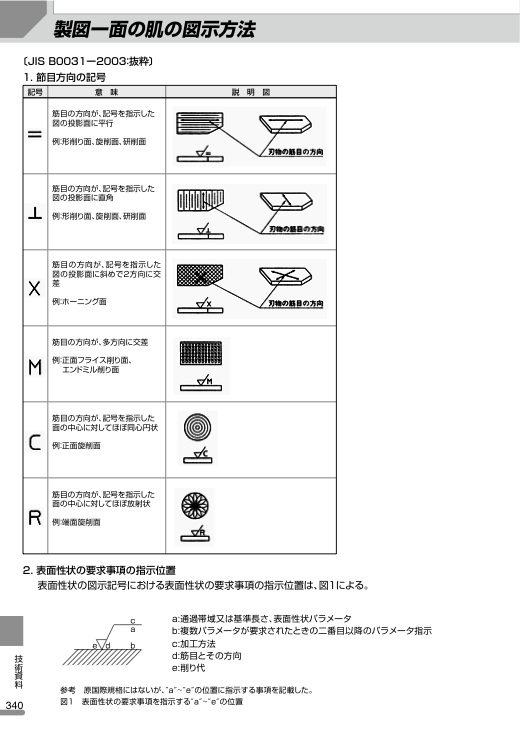 製図ー面の肌の図示方法
〔JIS B0031ー2003:抜粋〕
1. 節目方向の記号
記号 意 味 説 明 図
筋目の方向が、記号を指示した
図の投影面に平行
例:形削り面、旋削面、研削面
=
刃物の筋目の方向
筋目の方向が、記号を指示した
図の投影面に直角
例:形削り面、旋削面、研削面
⊥
刃物の筋目の方向
筋目の方向が、記号を指示した
図の投影面に斜めで2方向に交
差
例:ホーニング面
X
X
刃物の筋目の方向
筋目の方向が、多方向に交差
例:正面フライス削り面、
エンドミル削り面
M
M
筋目の方向が、記号を指示した
面の中心に対してほぼ同心円状
例:正面旋削面
C
C
筋目の方向が、記号を指示した
面の中心に対してほぼ放射状
例:端面旋削面
R
R
2. 表面性状の要求事項の指示位置
表面性状の図示記号における表面性状の要求事項の指示位置は、図1による。
c
a
e d b
a:通過帯域又は基準長さ、表面性状パラメータ
b:複数パラメータが要求されたときの二番目以降のパラメータ指示
c:加工方法
d:筋目とその方向
e:削り代
参考 原国際規格にはないが、"a"~"e"の位置に指示する事項を記載した。
図1 表面性状の要求事項を指示する"a"~"e"の位置
技術資料
340